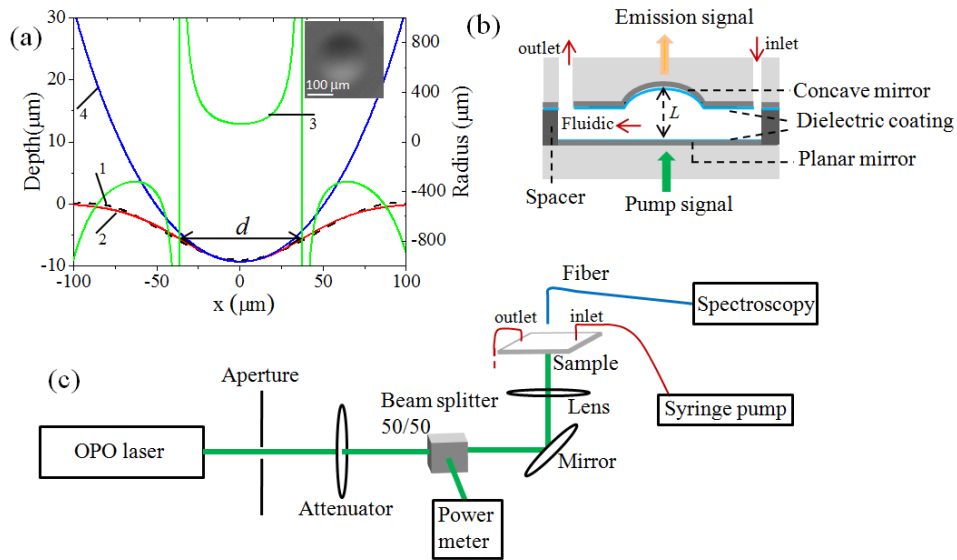 (a)
30
20
10
0
-10
Depth(μm)
-100
-50
0
50
100
x (μm)
800
400
0
-400
-800
Radius (μm)
100 μm
1
2
3
4
d
(b)
Emission signal
outlet
inlet
Concave mirror
L
Fluidic
Dielectric coating
Planar mirror
Spacer
Pump signal
(c)
Fiber
Spectroscopy
outlet
inlet
Sample
Aperture
Beam splitter
50/50
Lens
Syringe pump
OPO laser
Mirror
Attenuator
Power
meter